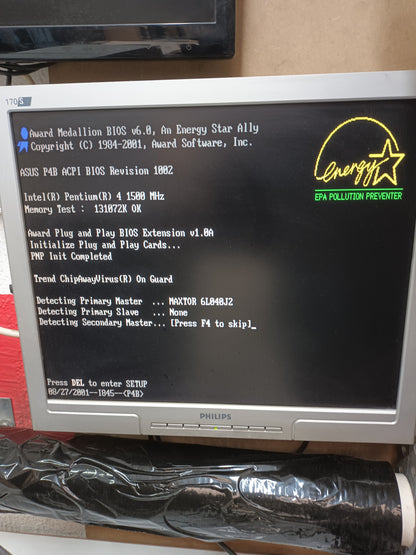 170 S
Award Medallion BIOS v6.0, An Energy Star Ally
Copyright (C) 1984-2001, Award Software, Inc.
energy
EPA POLLUTION PREVENTER
ASUS P4B ACPI BIOS Revision 1002
Intel(R) Pentium(R) 4 1500 MHz
Memory Test : 131072K OK
Award Plug and Play BIOS Extension v1.0A
Initialize Plug and Play Cards...
PNP Init Completed
Trend ChipAwayVirus(R) On Guard
Detecting Primary Master ... MAXTOR 6L040J2
Detecting Primary Slave ... None
Detecting Secondary Master... [Press F4 to skip]_
Press DEL to enter SETUP
08/27/2001-I845-<P4B>
PHILIPS